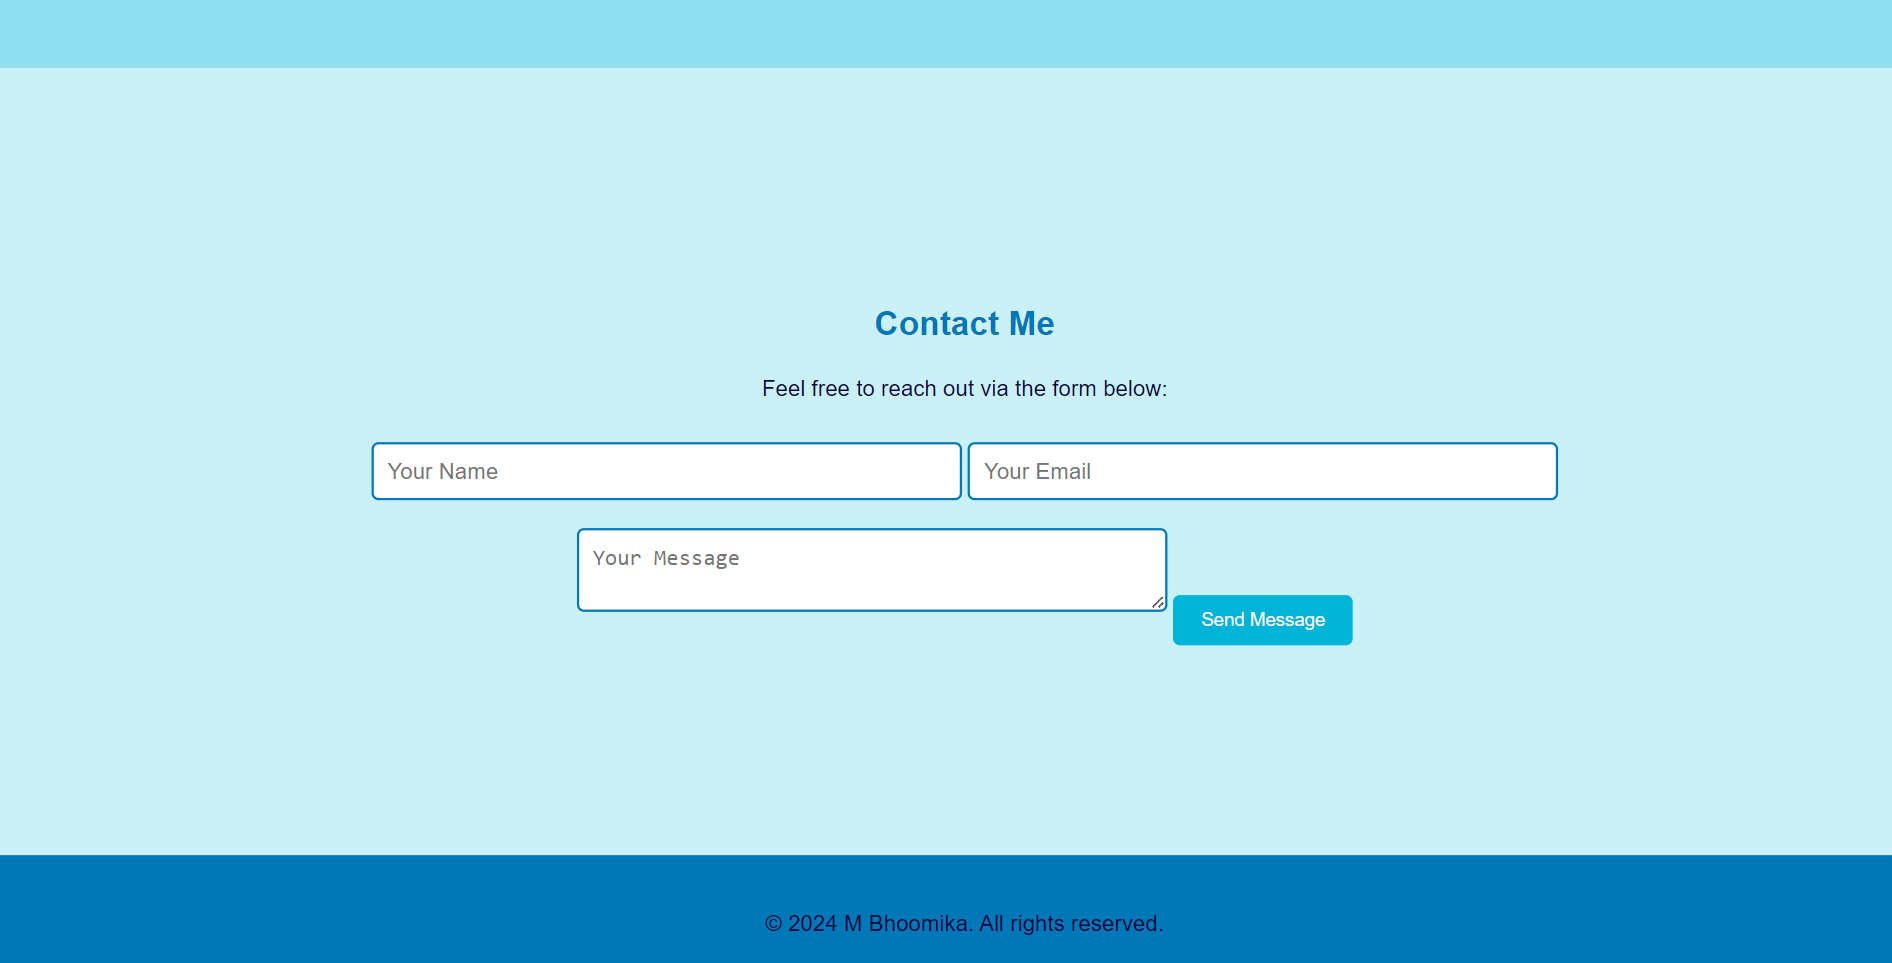 Contact Me
Feel free to reach out via the form below:
Your Name Your Email
Your Message
Send Message
© 2024 M Bhoomika. All rights reserved.